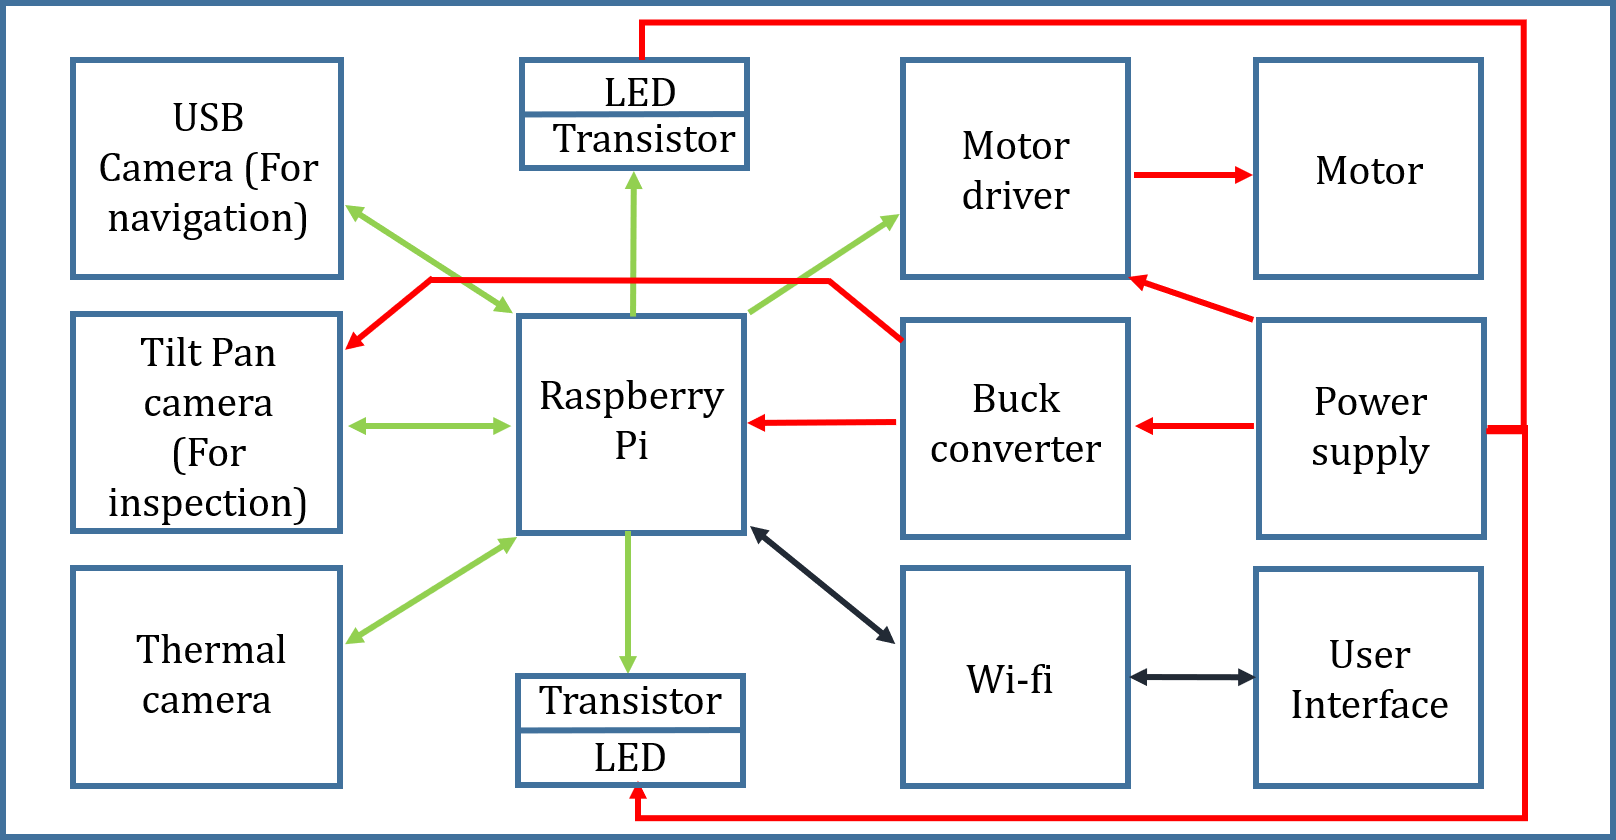 USB
Camera (For
navigation)
LED
Transistor
Motor
driver
Motor
Tilt Pan
camera
(For
inspection)
Raspberry
Pi
Buck
converter
Power
supply
Thermal
camera
Transistor
LED
Wi-fi
User
Interface